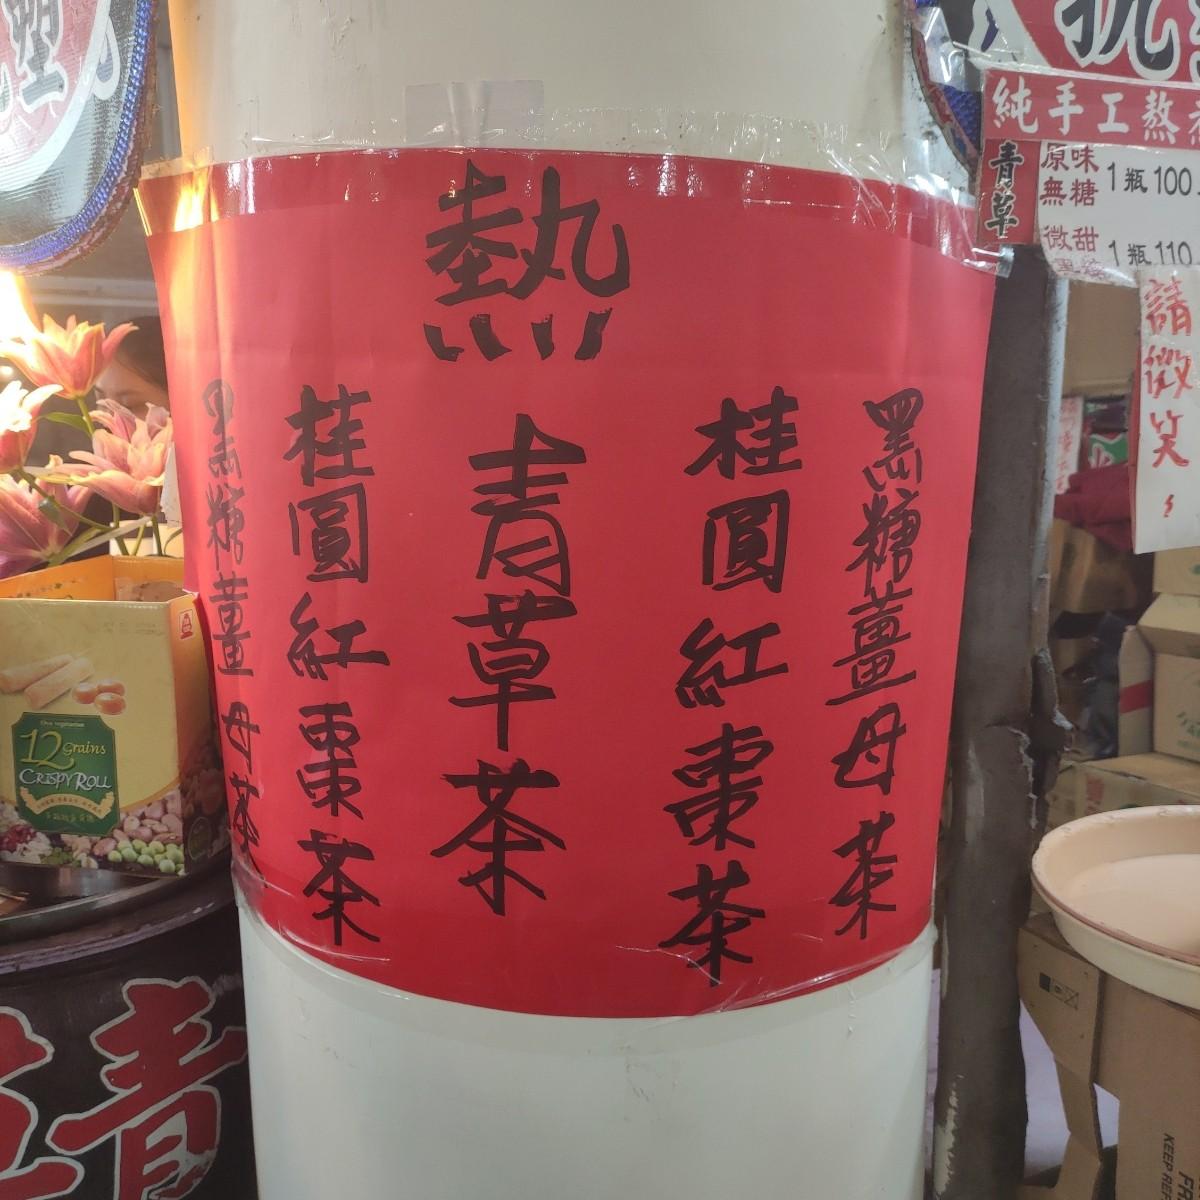 熱
黑糖薑母茶
桂圓紅棗茶
青草茶
桂圓紅棗茶
黑糖薑母茶
純手工熬
青草
原味
無糖
1瓶100
微甜
1瓶110
請微笑
12 Grains
CRISPY ROLL
青